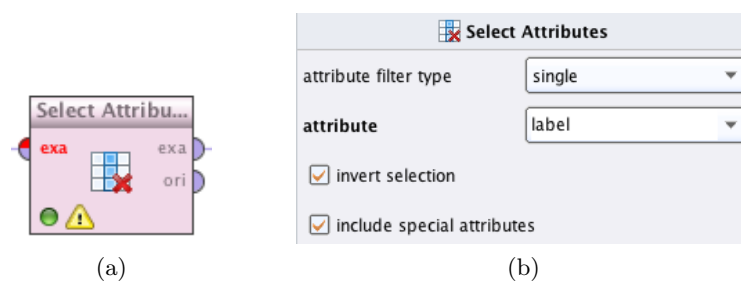 Select Attribu...
exa exa
ori
(a)
Select Attributes
attribute filter type single
attribute label
invert selection
include special attributes
(b)